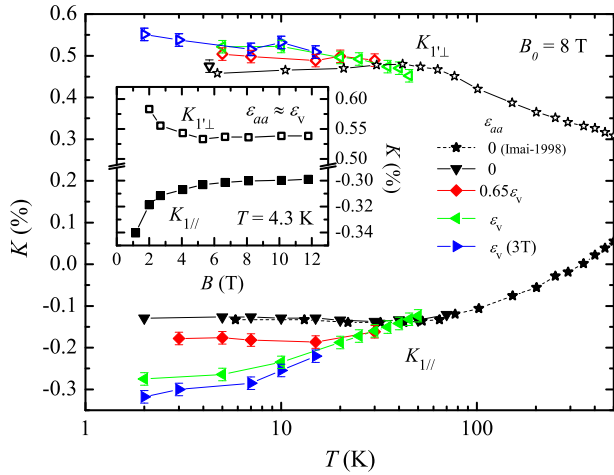 0.6
0.5
0.4
0.3
0.2
0.1
0.0
-0.1
-0.2
-0.3
K (%)
1
10
100
T (K)
K1'⊥
B0 = 8 T
εaa
0 (Imai-1998)
0
0.65εv
εv
εv (3T)
K1//
K1'⊥
εaa ≈ εv
K1//
T = 4.3 K
0.60
0.55
0.50
-0.30
-0.32
-0.34
K (%)
0 2 4 6 8 10 12
B (T)